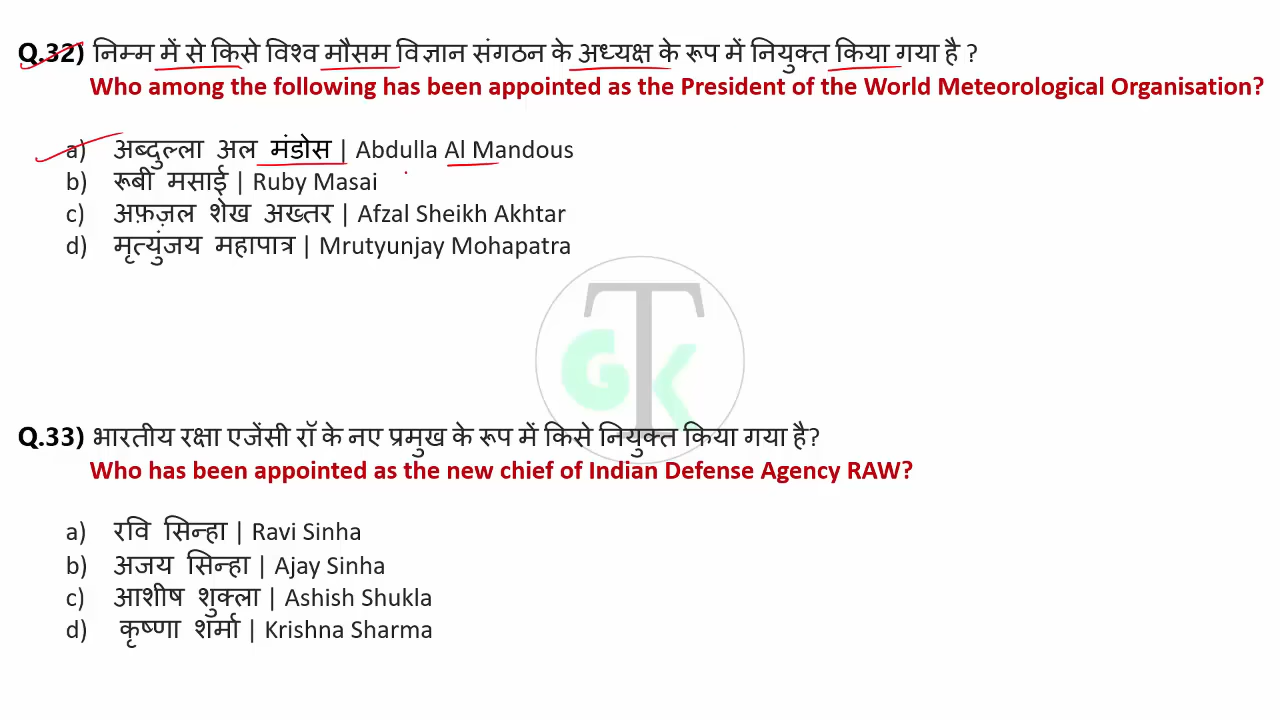 Q.32) निम्म में से किसे विश्व मौसम विज्ञान संगठन के अध्यक्ष के रूप में नियुक्त किया गया है ?
Who among the following has been appointed as the President of the World Meteorological Organisation?
a) अब्दुल्ला अल मंडोस | Abdulla Al Mandous
b) रूबी मसाई | Ruby Masai
c) अफ़ज़ल शेख अख्तर | Afzal Sheikh Akhtar
d) मृत्युंजय महापात्र | Mrutyunjay Mohapatra
GTK
Q.33) भारतीय रक्षा एजेंसी रॉ के नए प्रमुख के रूप में किसे नियुक्त किया गया है?
Who has been appointed as the new chief of Indian Defense Agency RAW?
a) रवि सिन्हा | Ravi Sinha
b) अजय सिन्हा | Ajay Sinha
c) आशीष शुक्ला | Ashish Shukla
d) कृष्णा शर्मा | Krishna Sharma